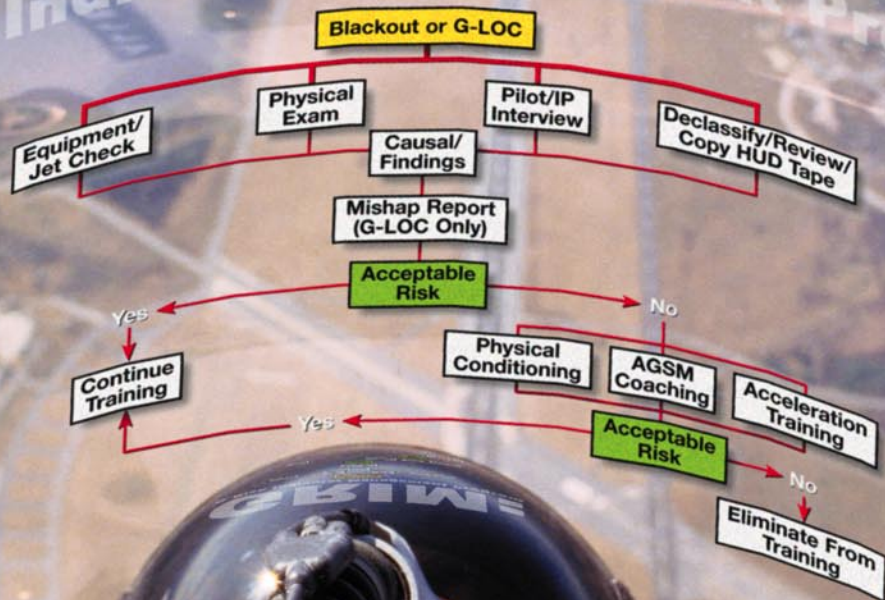 Blackout or G-LOC
Equipment/
Jet Check
Physical
Exam
Pilot/IP
Interview
Declassify/Review/
Copy HUD Tape
Causal/
Findings
Mishap Report
(G-LOC Only)
Acceptable
Risk
Yes
No
Continue
Training
Physical
Conditioning
AGSM
Coaching
Acceleration
Training
Yes
Acceptable
Risk
No
Eliminate From
Training